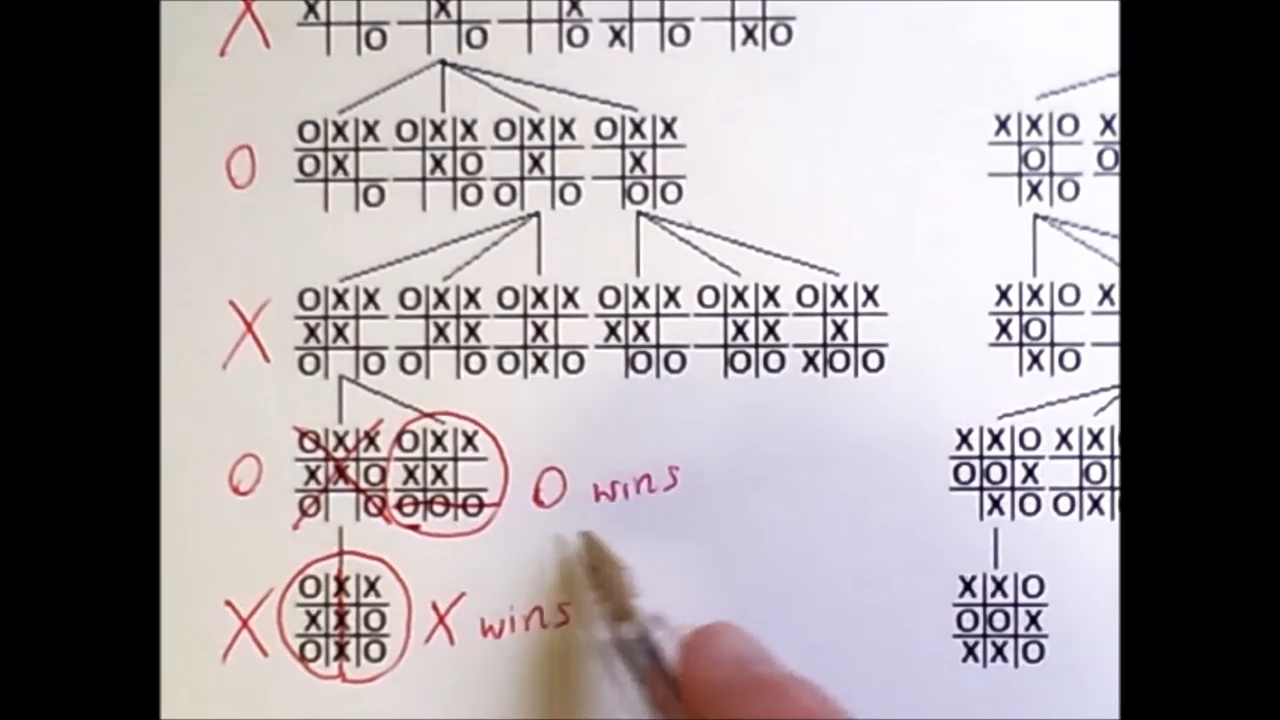 X X X X
X O O O X O X O
O|X|X O|X|X O|X|X O|X|X X|X|O X
O O|X X|O X X O O
O O O O O O X|O
O|X|X O|X|X O|X|X O|X|X O|X|X O|X|X X|X|O X
X X|X X|X X X|X X|X X X|O
O O O O O|X|O O|O O|O X|O|O X|O
O|X|X O|X|X X|X|O X|X|
O X|X|O X|X O wins O|O|X O
O O O|O|O X|O O|X|
O|X|X X|X|O
X X|X|O X wins O|O|X
O|X|O X|X|O